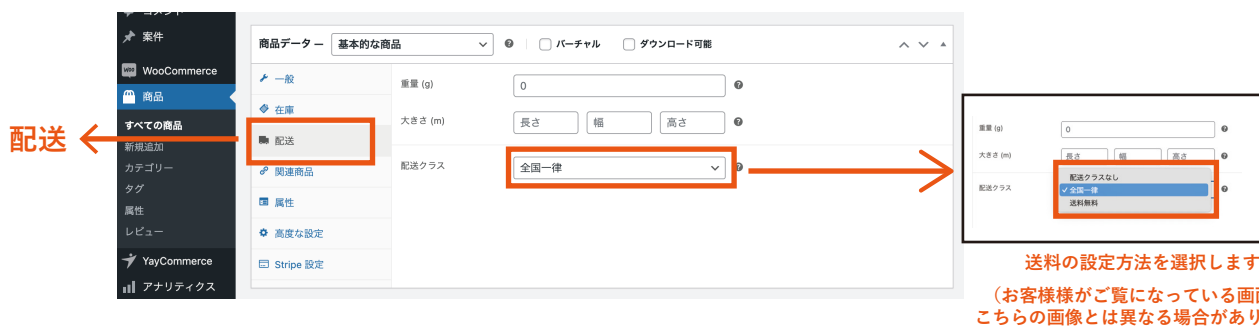 コメント
案件
WooCommerce
商品
すべての商品
新規追加
カテゴリー
タグ
属性
レビュー
YayCommerce
アナリティクス
配送
商品データ — 基本的な商品 バーチャル ダウンロード可能
一般
在庫
配送
関連商品
属性
高度な設定
Stripe 設定
重量 (g) 0
大きさ (m) 長さ 幅 高さ
配送クラス 全国一律
重量 (g) 0
大きさ (m) 長さ 幅 高さ
配送クラス
配送クラスなし
✓ 全国一律
送料無料
送料の設定方法を選択します
（お客様様がご覧になっている画
こちらの画像とは異なる場合があり